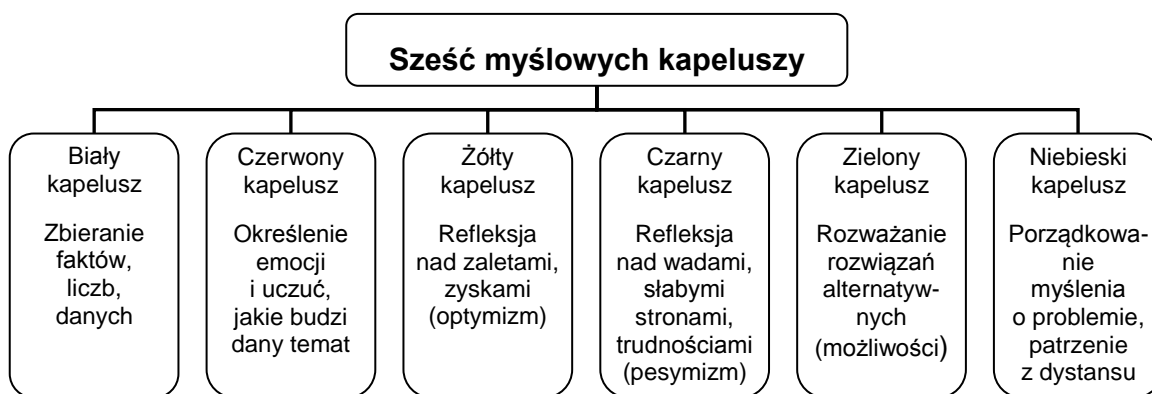 Sześć myślowych kapeluszy
Biały
kapelusz
Zbieranie
faktów,
liczb,
danych
Czerwony
kapelusz
Określenie
emocji
i uczuć,
jakie budzi
dany temat
Żółty
kapelusz
Refleksja
nad zaletami,
zyskami
(optymizm)
Czarny
kapelusz
Refleksja
nad wadami,
słabymi
stronami,
trudnościami
(pesymizm)
Zielony
kapelusz
Rozważanie
rozwiązań
alternatyw-
nych
(możliwości)
Niebieski
kapelusz
Porządkowa-
nie
myślenia
o problemie,
patrzenie
z dystansu